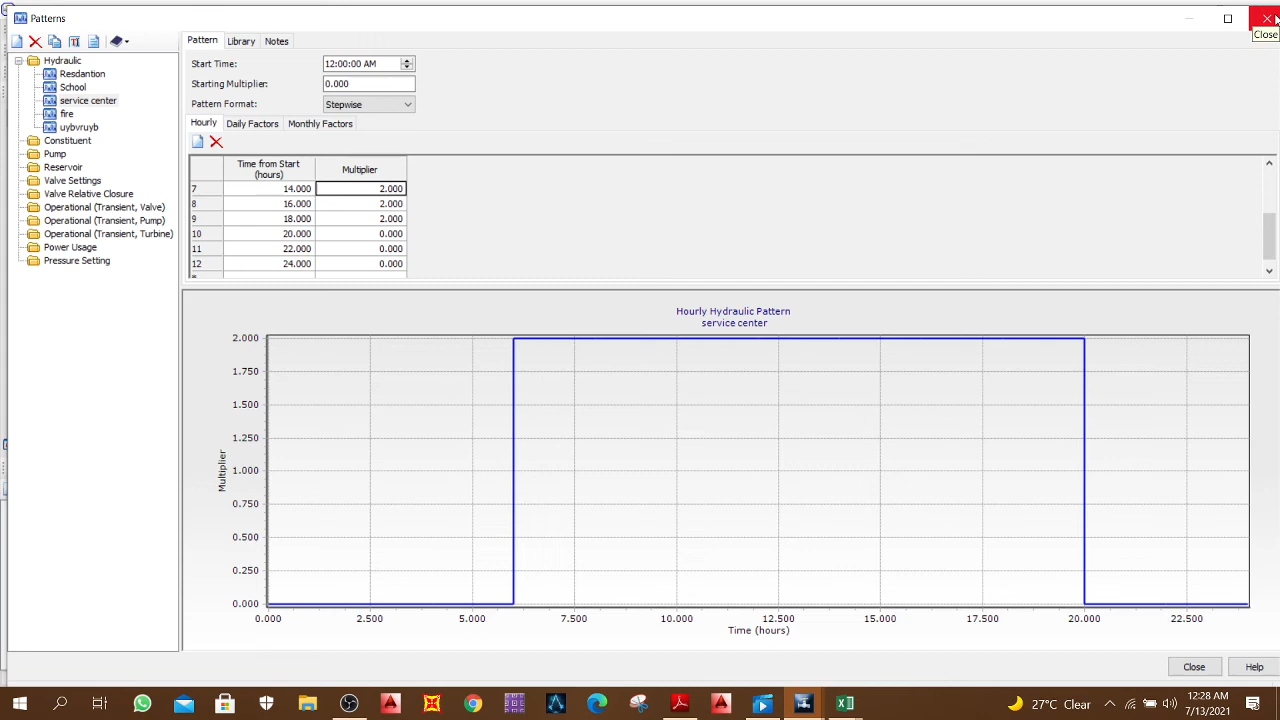 Patterns
Close
Hydraulic
Resdantion
School
service center
fire
uybvruyb
Constituent
Pump
Reservoir
Valve Settings
Valve Relative Closure
Operational (Transient, Valve)
Operational (Transient, Pump)
Operational (Transient, Turbine)
Power Usage
Pressure Setting
Pattern Library Notes
Start Time: 12:00:00 AM
Starting Multiplier: 0.000
Pattern Format: Stepwise
Hourly Daily Factors Monthly Factors
Time from Start (hours) Multiplier
7 14.000 2.000
8 16.000 2.000
9 18.000 2.000
10 20.000 0.000
11 22.000 0.000
12 24.000 0.000
*
Hourly Hydraulic Pattern
service center
2.000
1.750
1.500
1.250
1.000
0.750
0.500
0.250
0.000
Multiplier
0.000 2.500 5.000 7.500 10.000 12.500 15.000 17.500 20.000 22.500
Time (hours)
Close Help
27°C Clear
12:28 AM
7/13/2021